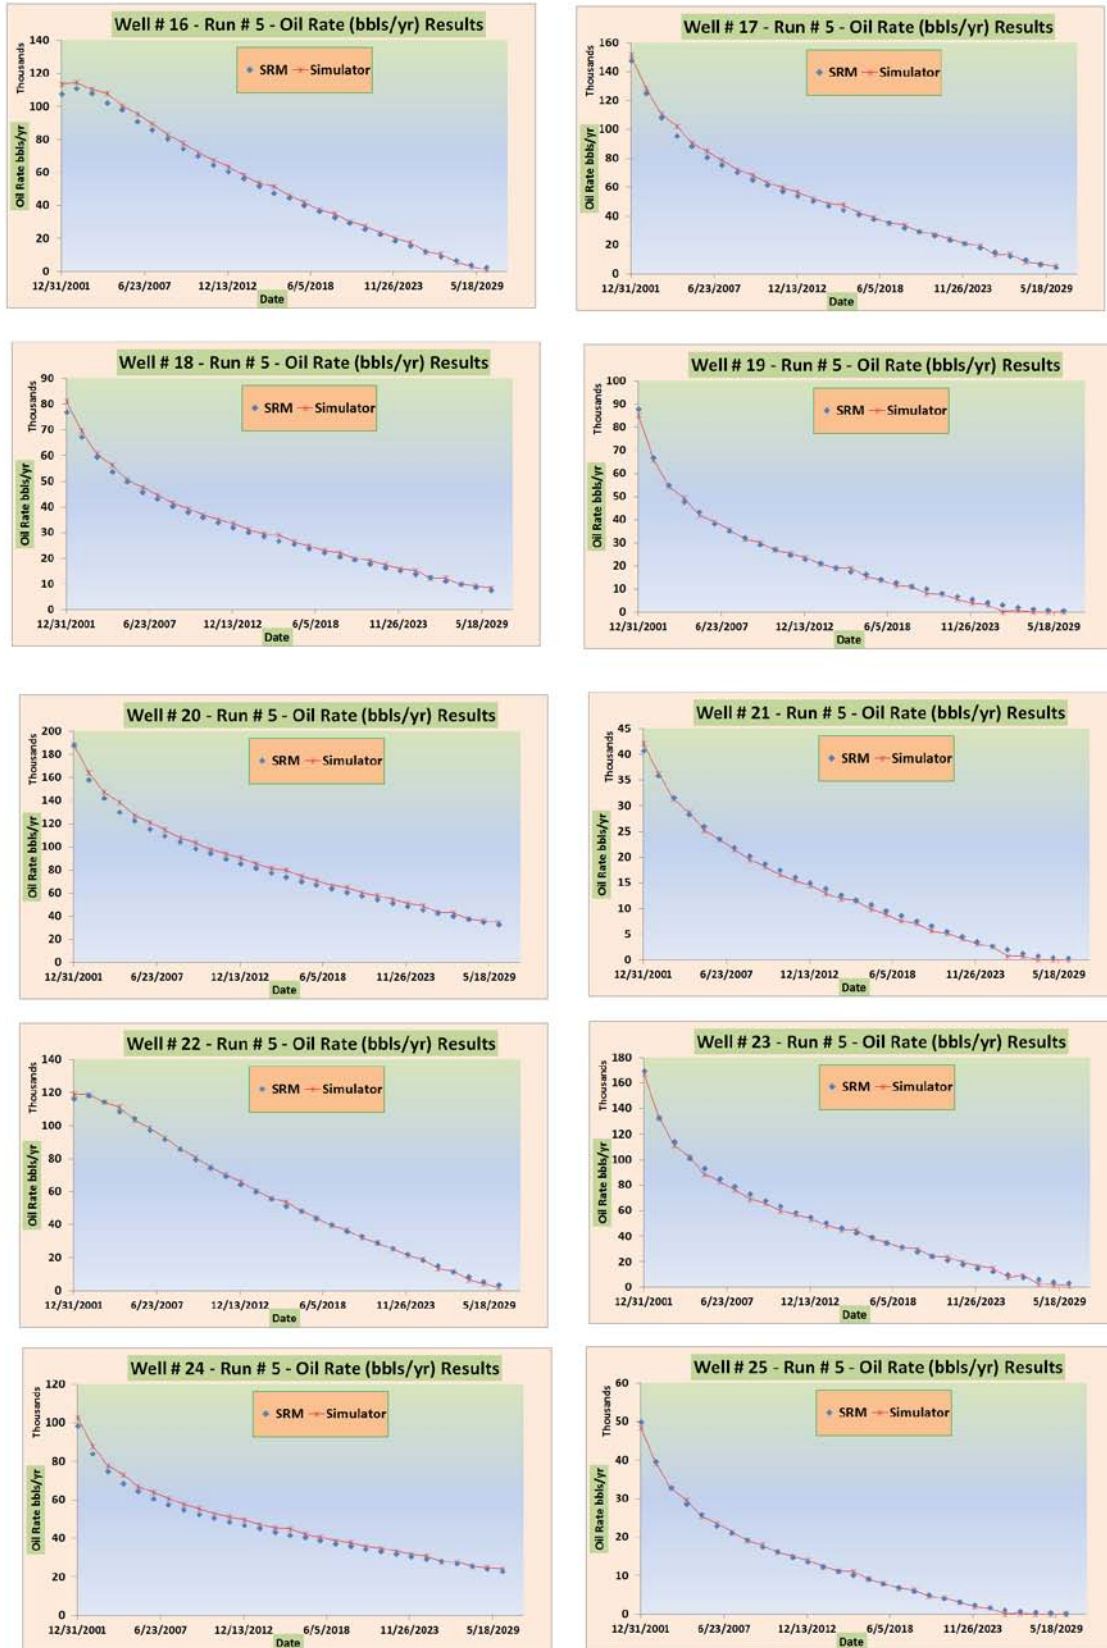 Well # 16 - Run # 5 - Oil Rate (bbls/yr) Results
Thousands
Oil Rate bbls/yr
SRM Simulator
140
120
100
80
60
40
20
0
12/31/2001 6/23/2007 12/13/2012 6/5/2018 11/26/2023 5/18/2029
Date
Well # 17 - Run # 5 - Oil Rate (bbls/yr) Results
Thousands
Oil Rate bbls/yr
SRM Simulator
160
140
120
100
80
60
40
20
0
12/31/2001 6/23/2007 12/13/2012 6/5/2018 11/26/2023 5/18/2029
Date
Well # 18 - Run # 5 - Oil Rate (bbls/yr) Results
Thousands
Oil Rate bbls/yr
SRM Simulator
90
80
70
60
50
40
30
20
10
0
12/31/2001 6/23/2007 12/13/2012 6/5/2018 11/26/2023 5/18/2029
Date
Well # 19 - Run # 5 - Oil Rate (bbls/yr) Results
Thousands
Oil Rate bbls/yr
SRM Simulator
100
90
80
70
60
50
40
30
20
10
0
12/31/2001 6/23/2007 12/13/2012 6/5/2018 11/26/2023 5/18/2029
Date
Well # 20 - Run # 5 - Oil Rate (bbls/yr) Results
Thousands
Oil Rate bbls/yr
SRM Simulator
200
180
160
140
120
100
80
60
40
20
0
12/31/2001 6/23/2007 12/13/2012 6/5/2018 11/26/2023 5/18/2029
Date
Well # 21 - Run # 5 - Oil Rate (bbls/yr) Results
Thousands
Oil Rate bbls/yr
SRM Simulator
45
40
35
30
25
20
15
10
5
0
12/31/2001 6/23/2007 12/13/2012 6/5/2018 11/26/2023 5/18/2029
Date
Well # 22 - Run # 5 - Oil Rate (bbls/yr) Results
Thousands
Oil Rate bbls/yr
SRM Simulator
140
120
100
80
60
40
20
0
12/31/2001 6/23/2007 12/13/2012 6/5/2018 11/26/2023 5/18/2029
Date
Well # 23 - Run # 5 - Oil Rate (bbls/yr) Results
Thousands
Oil Rate bbls/yr
SRM Simulator
180
160
140
120
100
80
60
40
20
0
12/31/2001 6/23/2007 12/13/2012 6/5/2018 11/26/2023 5/18/2029
Date
Well # 24 - Run # 5 - Oil Rate (bbls/yr) Results
Thousands
Oil Rate bbls/yr
SRM Simulator
120
100
80
60
40
20
0
12/31/2001 6/23/2007 12/13/2012 6/5/2018 11/26/2023 5/18/2029
Date
Well # 25 - Run # 5 - Oil Rate (bbls/yr) Results
Thousands
Oil Rate bbls/yr
SRM Simulator
60
50
40
30
20
10
0
12/31/2001 6/23/2007 12/13/2012 6/5/2018 11/26/2023 5/18/2029
Date